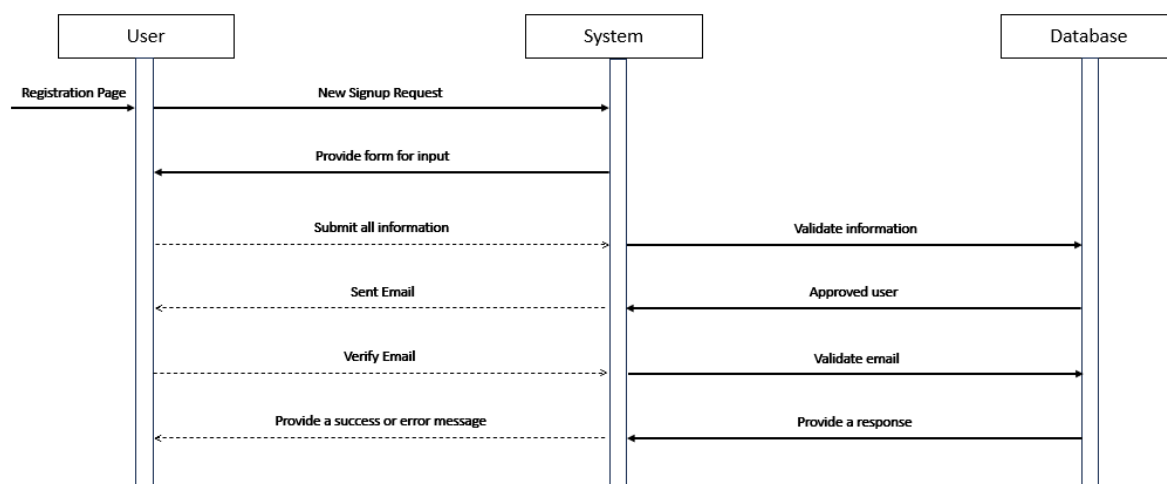 User
System
Database
Registration Page
New Signup Request
Provide form for input
Submit all information
Validate information
Sent Email
Approved user
Verify Email
Validate email
Provide a success or error message
Provide a response